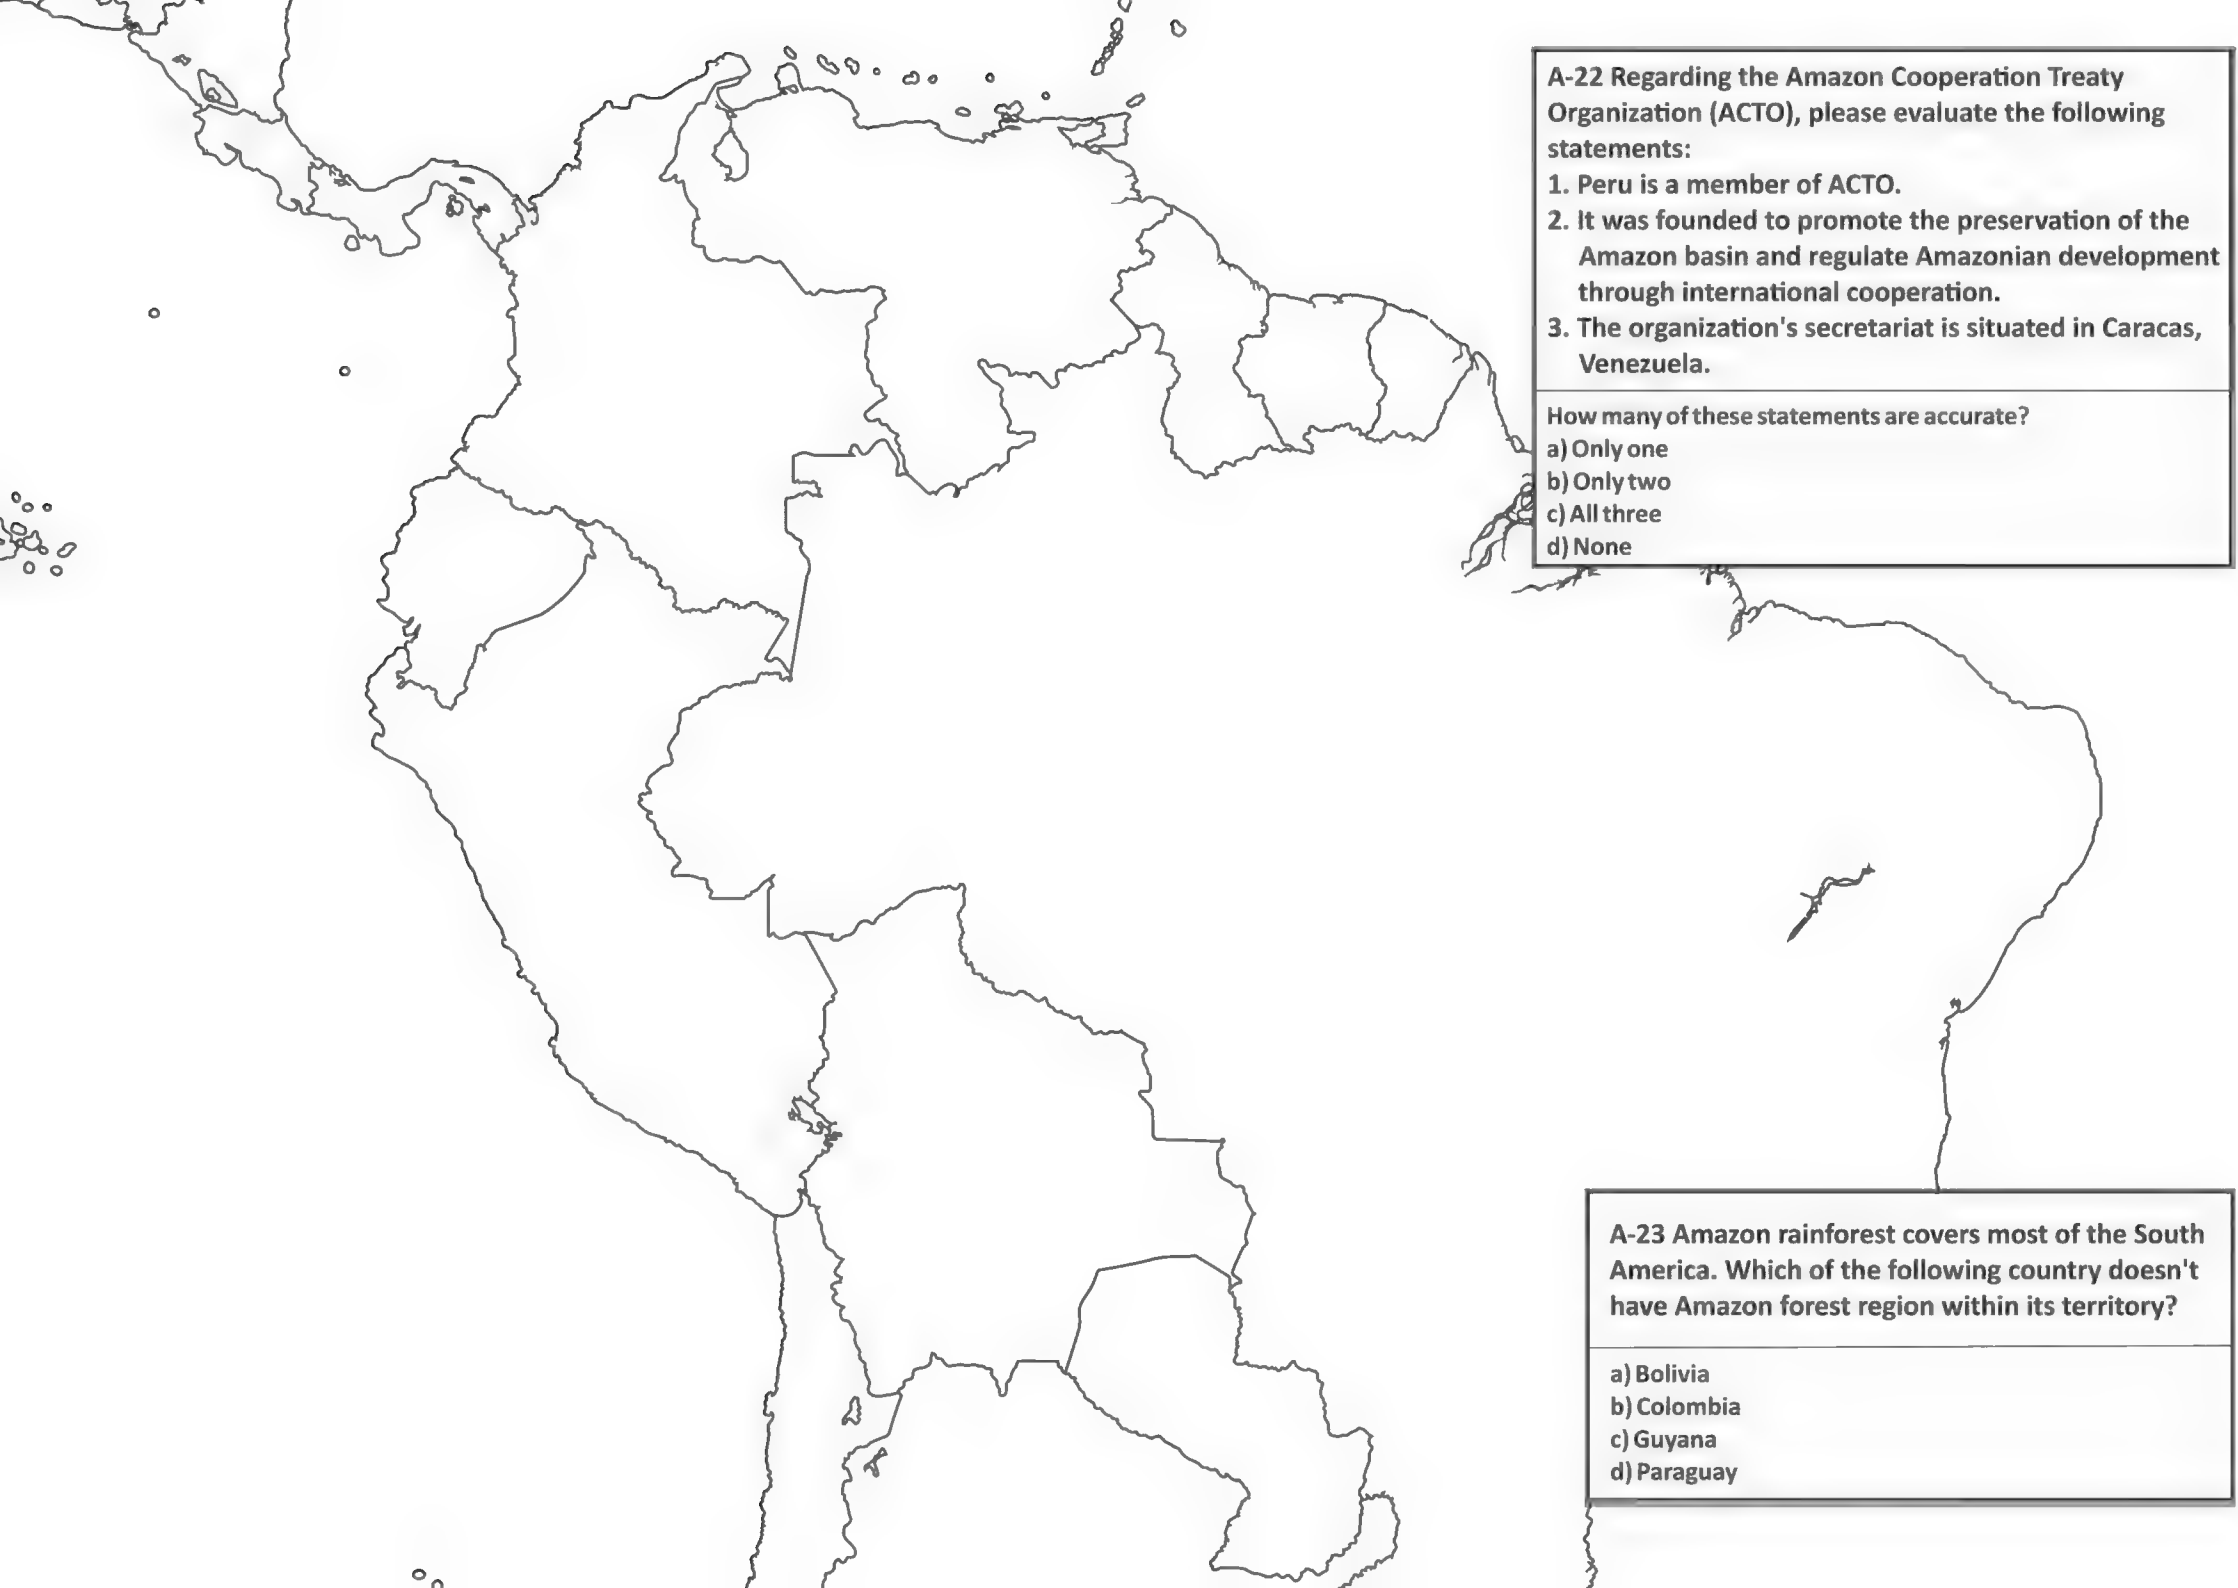 A-22 Regarding the Amazon Cooperation Treaty
Organization (ACTO), please evaluate the following
statements:
1. Peru is a member of ACTO.
2. It was founded to promote the preservation of the
Amazon basin and regulate Amazonian development
through international cooperation.
3. The organization's secretariat is situated in Caracas,
Venezuela.
How many of these statements are accurate?
a) Only one
b) Only two
c) All three
d) None
A-23 Amazon rainforest covers most of the South
America. Which of the following country doesn't
have Amazon forest region within its territory?
a) Bolivia
b) Colombia
c) Guyana
d) Paraguay